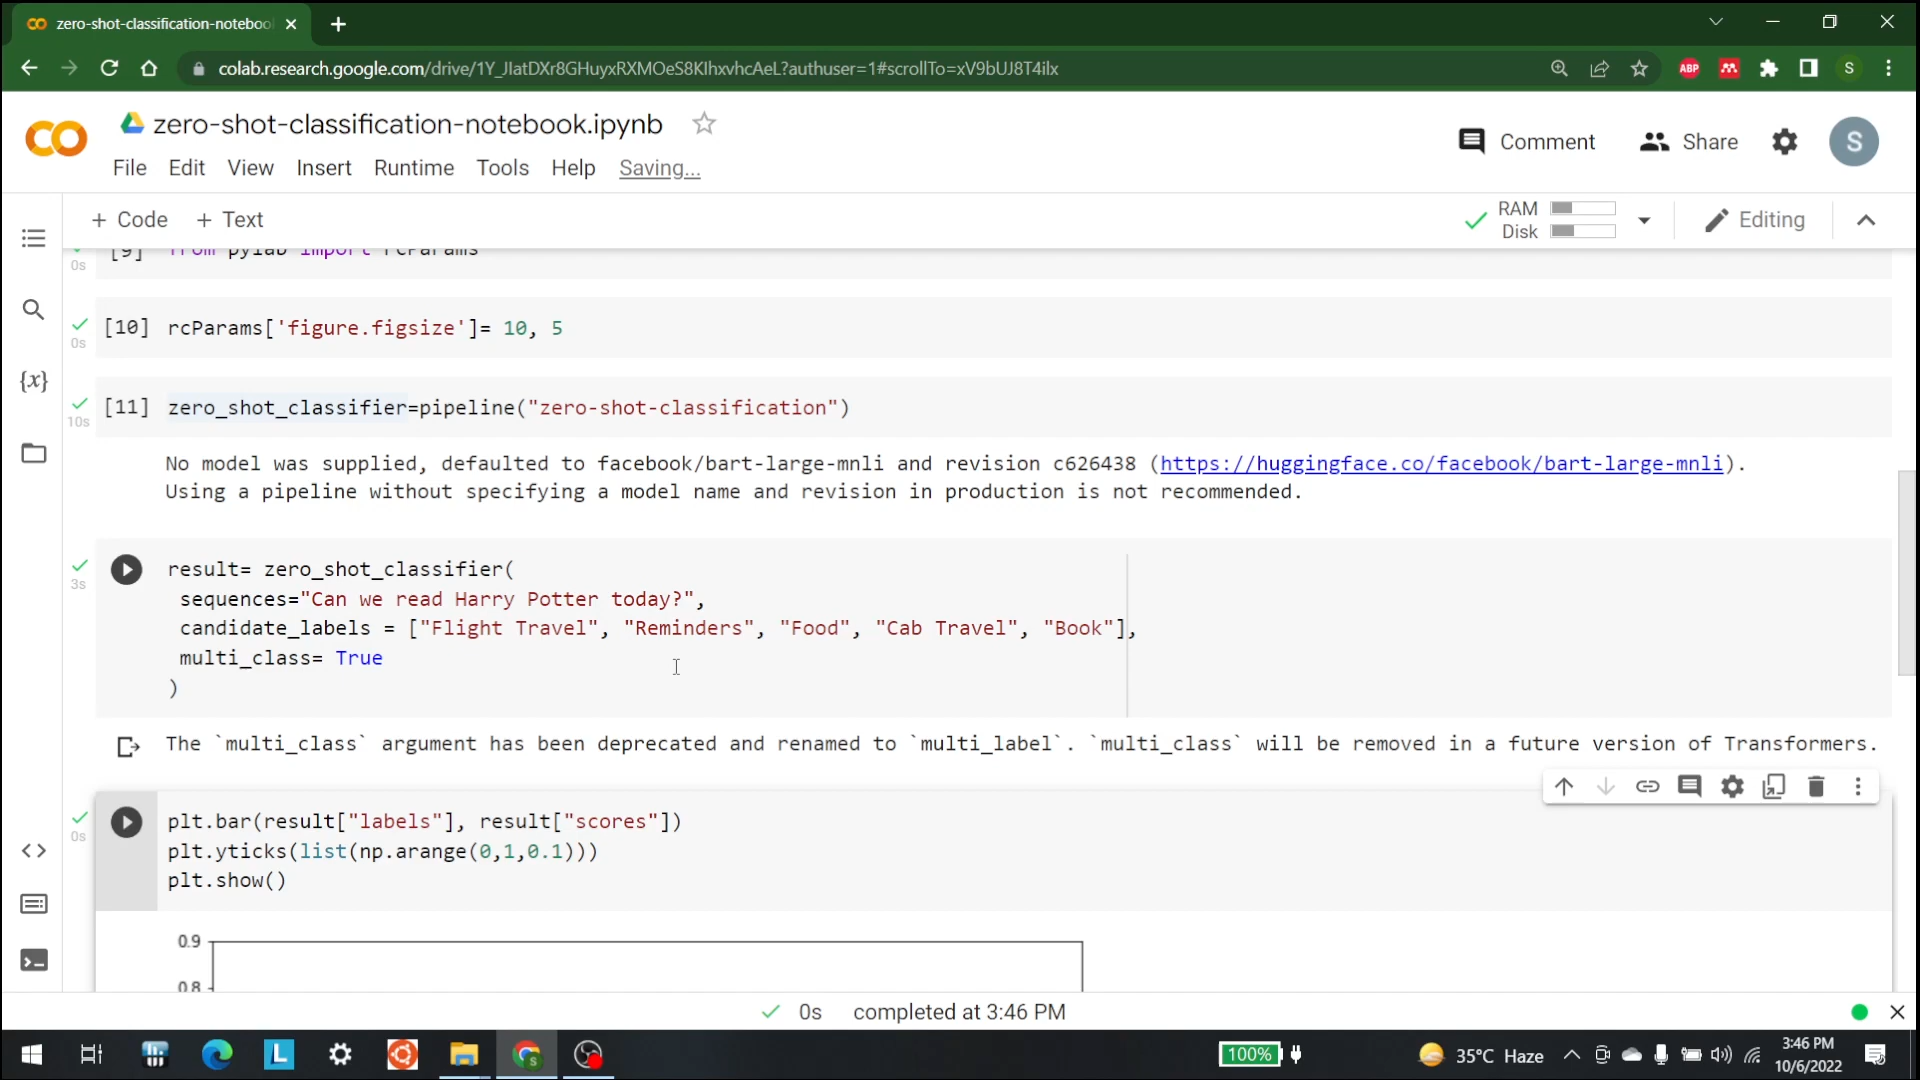 zero-shot-classification-noteboo
colab.research.google.com/drive/1Y_JIatDXr8GHuyxRXMOeS8KIhxvhcAeL?authuser=1#scrollTo=xV9bUJ8T4ilx
ABP
S
zero-shot-classification-notebook.ipynb
Comment
Share
S
File Edit View Insert Runtime Tools Help Saving...
+ Code + Text
RAM
Disk
Editing
0s [9] from pylab import rcParams
[10] rcParams['figure.figsize']= 10, 5
0s
{x}
[11] zero_shot_classifier=pipeline("zero-shot-classification")
10s
No model was supplied, defaulted to facebook/bart-large-mnli and revision c626438 (https://huggingface.co/facebook/bart-large-mnli).
Using a pipeline without specifying a model name and revision in production is not recommended.
result= zero_shot_classifier(
3s
sequences="Can we read Harry Potter today?",
candidate_labels = ["Flight Travel", "Reminders", "Food", "Cab Travel", "Book"],
multi_class= True
)
The `multi_class` argument has been deprecated and renamed to `multi_label`. `multi_class` will be removed in a future version of Transformers.
plt.bar(result["labels"], result["scores"])
0s
plt.yticks(list(np.arange(0,1,0.1)))
plt.show()
0.9
0.8
0s completed at 3:46 PM
L
100%
35°C Haze
3:46 PM
10/6/2022